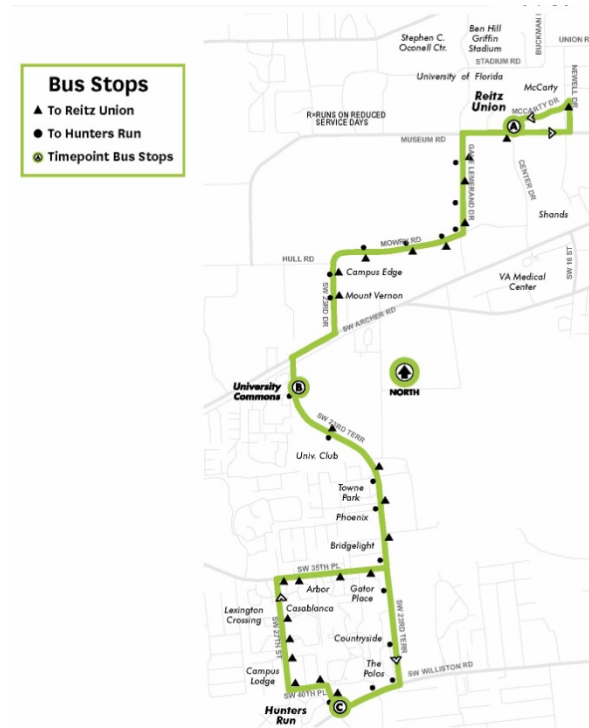 Bus Stops
▲ To Reitz Union
● To Hunters Run
Ⓐ Timepoint Bus Stops
Stephen C.
Oconell Ctr.
Ben Hill
Griffin
Stadium
STADIUM RD
UNION R
University of Florida
McCarty
NEWELL DR
Reitz
Union
MCCARTY DR
A
R=RUNS ON REDUCED
SERVICE DAYS
MUSEUM RD
GALE LEMERAND DR
CENTER DR
Shands
MOWRY RD
HULL RD
SW 16 ST
Campus Edge
VA Medical
Center
Mount Vernon
SW 23RD DR
SW ARCHER RD
NORTH
University
Commons
B
SW 23RD TERR
Univ. Club
Towne
Park
Phoenix
Bridgelight
SW 35TH PL
Arbor
Gator
Place
Lexington
Crossing
Casablanca
SW 27TH ST
SW 23RD TERR
Countryside
Campus
Lodge
The
Polos
SW WILLISTON RD
SW 40TH PL
Hunters
Run
C